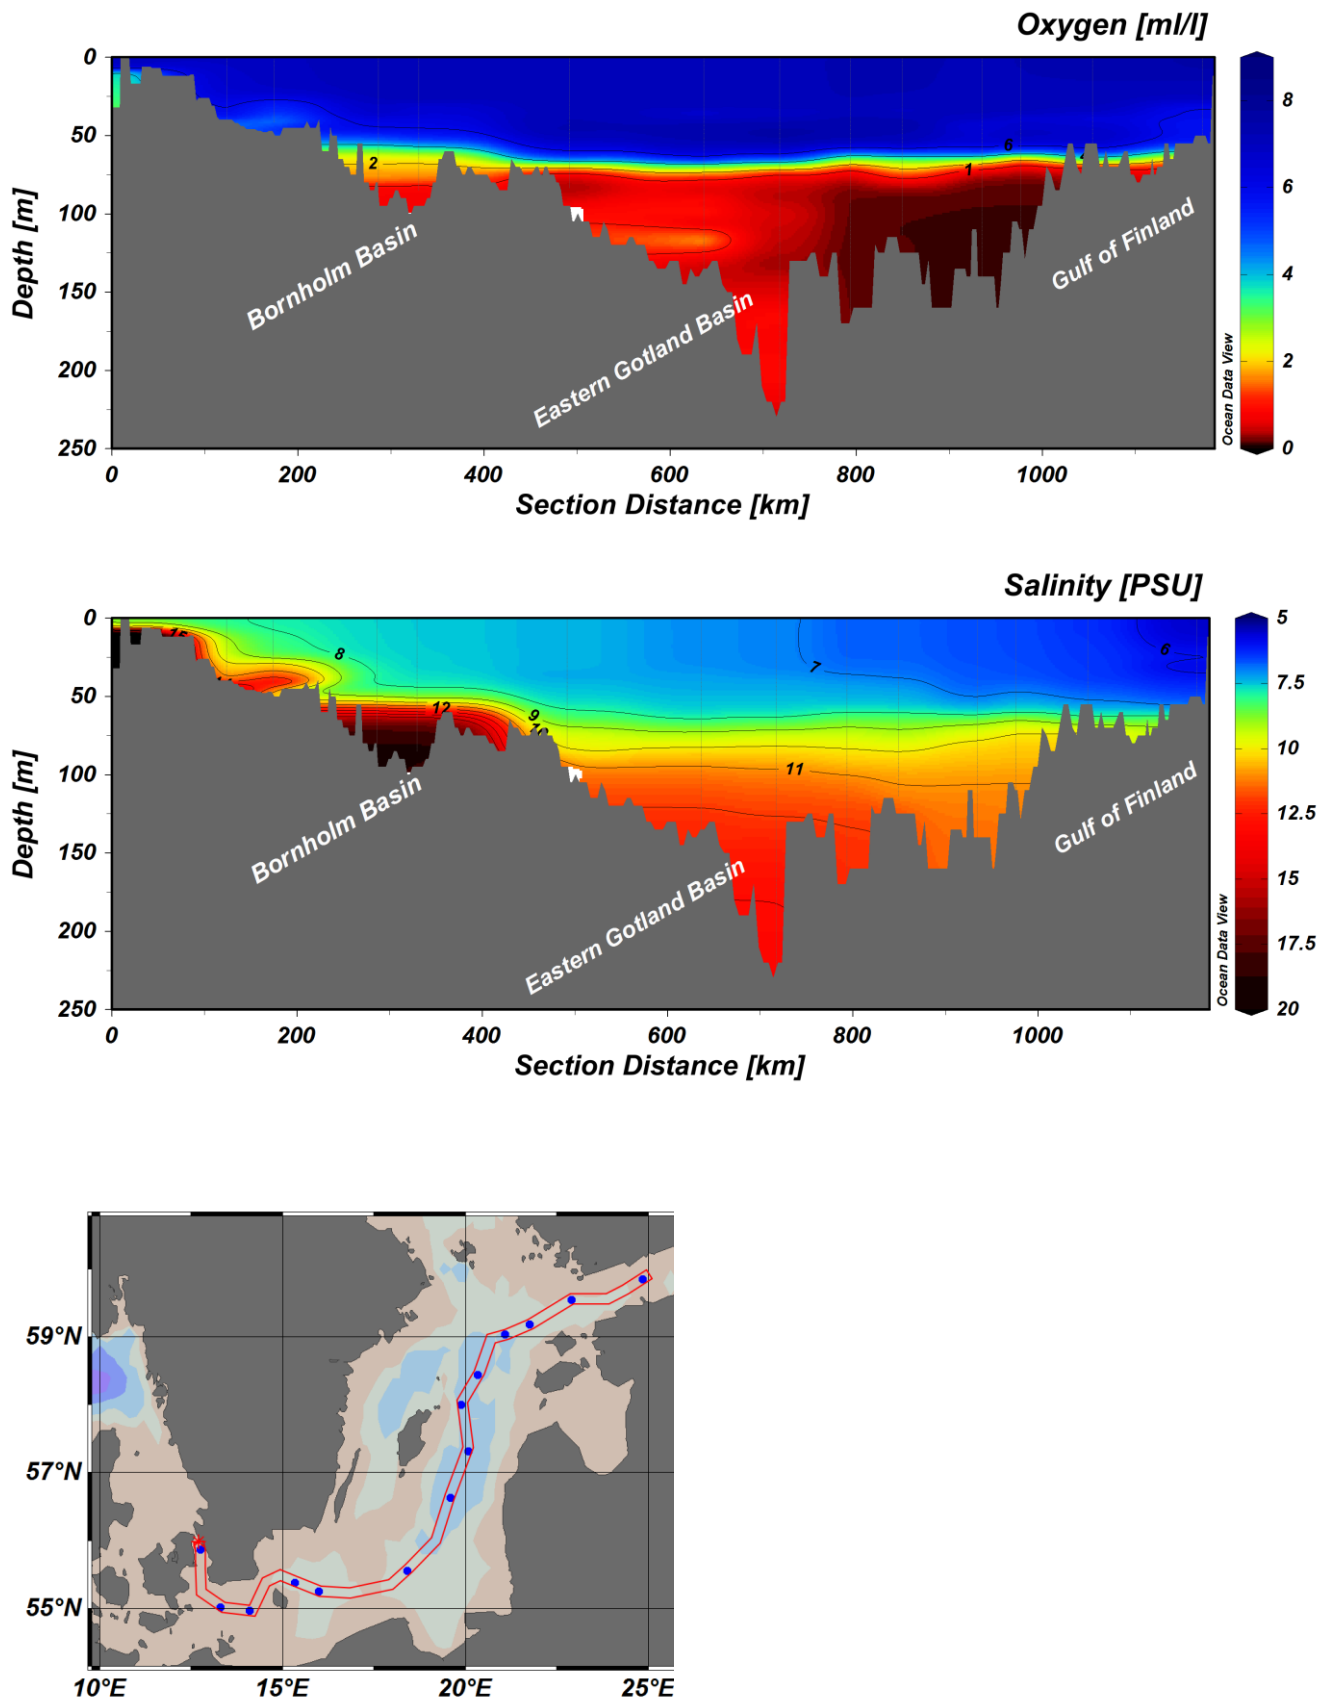 Oxygen [ml/l]
0
50
100
150
200
250
Depth [m]
2
1
6
Bornholm Basin
Eastern Gotland Basin
Gulf of Finland
Ocean Data View
8
6
4
2
0
0
200
400
600
800
1000
Section Distance [km]
Salinity [PSU]
0
50
100
150
200
250
Depth [m]
15
8
12
9
10
11
7
6
Bornholm Basin
Eastern Gotland Basin
Gulf of Finland
Ocean Data View
5
7.5
10
12.5
15
17.5
20
0
200
400
600
800
1000
Section Distance [km]
59°N
57°N
55°N
10°E
15°E
20°E
25°E